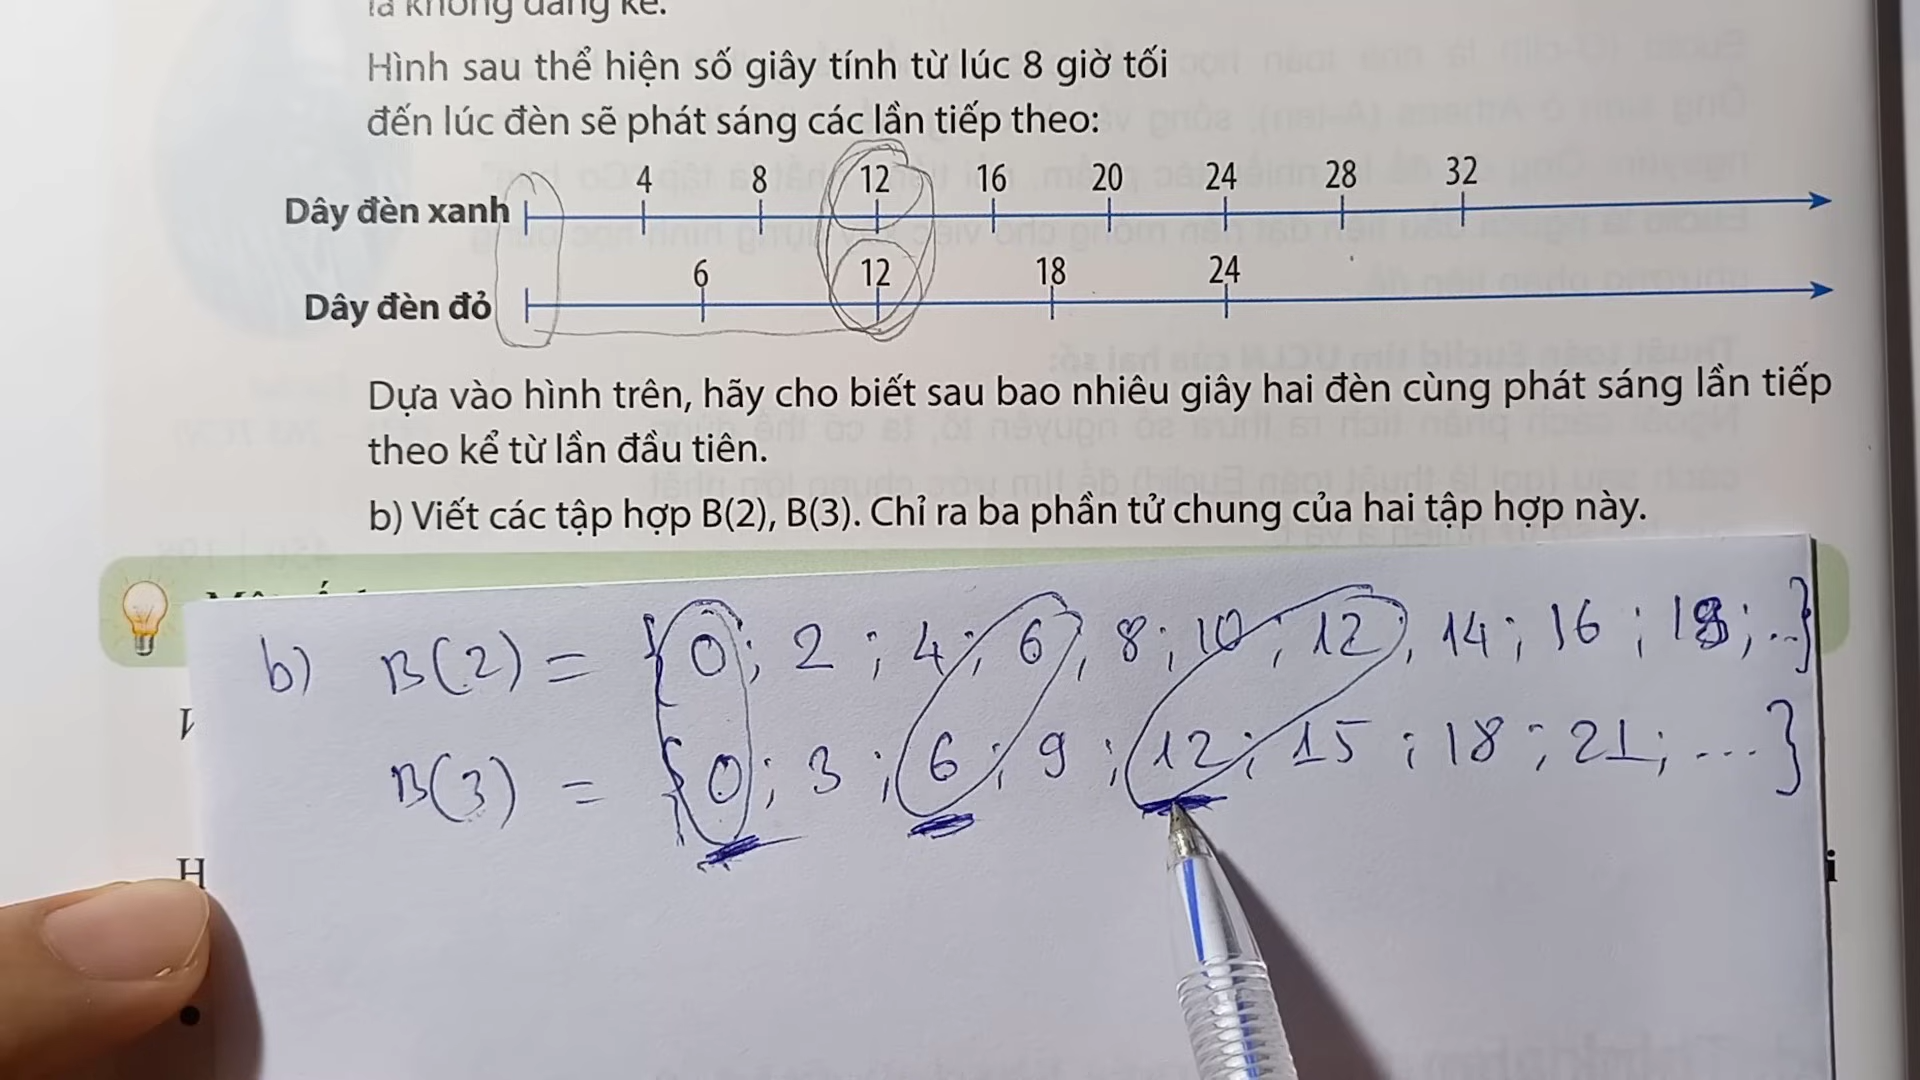 là không đáng kể.
Hình sau thể hiện số giây tính từ lúc 8 giờ tối
đến lúc đèn sẽ phát sáng các lần tiếp theo:
4 8 12 16 20 24 28 32
Dây đèn xanh
6 12 18 24
Dây đèn đỏ
Dựa vào hình trên, hãy cho biết sau bao nhiêu giây hai đèn cùng phát sáng lần tiếp
theo kể từ lần đầu tiên.
b) Viết các tập hợp B(2), B(3). Chỉ ra ba phần tử chung của hai tập hợp này.
b) B(2) = {0; 2; 4; 6; 8; 10; 12; 14; 16; 18; ...}
B(3) = {0; 3; 6; 9; 12; 15; 18; 21; ...}
H
i